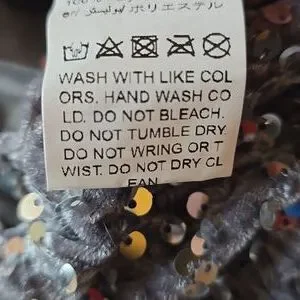 ポリエステル
WASH WITH LIKE COL
ORS. HAND WASH CO
LD. DO NOT BLEACH.
DO NOT TUMBLE DRY.
DO NOT WRING OR T
WIST. DO NOT DRY CL
EAN.